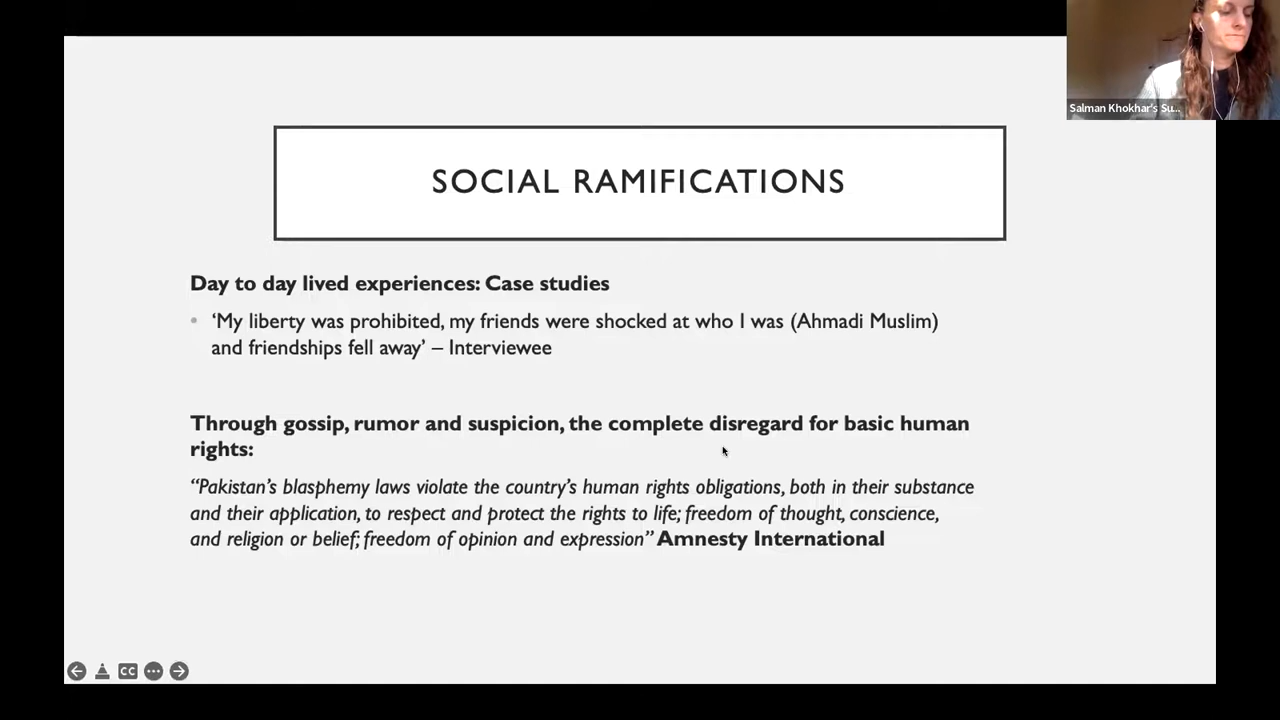 Salman Khokhar's Su...
SOCIAL RAMIFICATIONS
Day to day lived experiences: Case studies
• ‘My liberty was prohibited, my friends were shocked at who I was (Ahmadi Muslim)
and friendships fell away’ – Interviewee
Through gossip, rumor and suspicion, the complete disregard for basic human
rights:
“Pakistan’s blasphemy laws violate the country’s human rights obligations, both in their substance
and their application, to respect and protect the rights to life; freedom of thought, conscience,
and religion or belief; freedom of opinion and expression” Amnesty International
CC